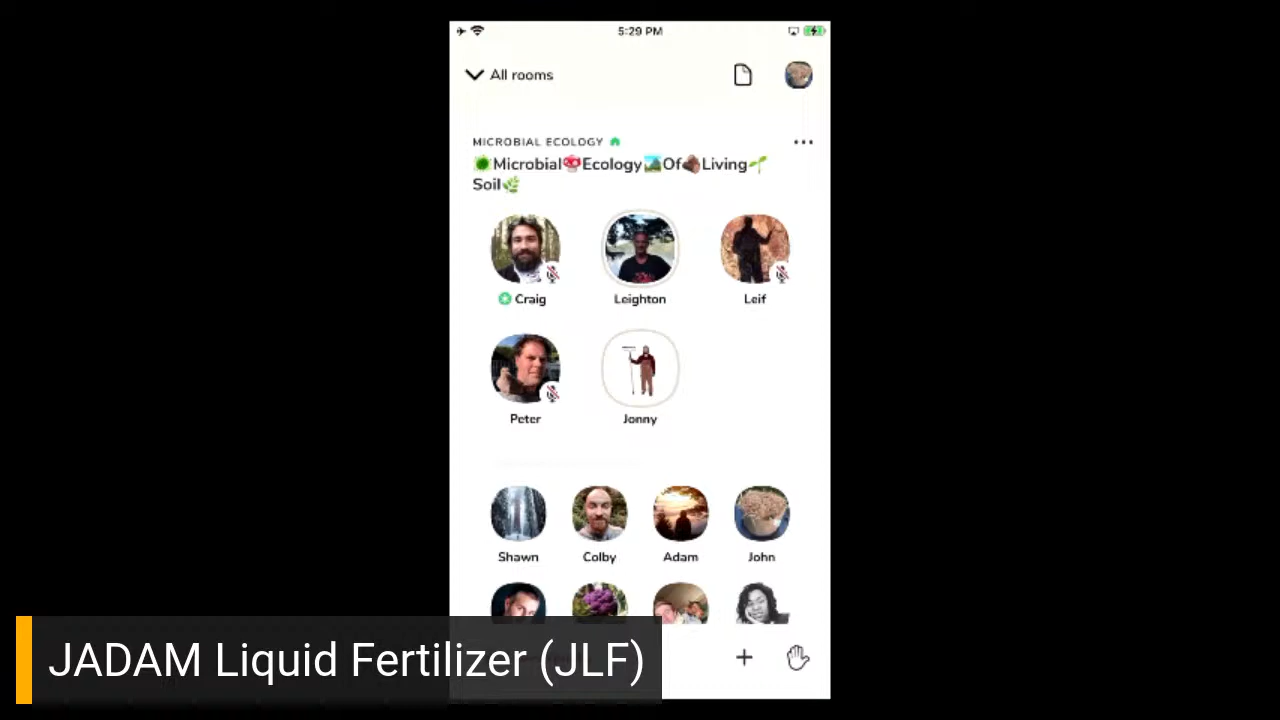 5:29 PM
All rooms
MICROBIAL ECOLOGY
Microbial🍄Ecology🏞️Of🌰Living🌱
Soil🌿
Craig
Leighton
Leif
Peter
Jonny
Shawn
Colby
Adam
John
JADAM Liquid Fertilizer (JLF)